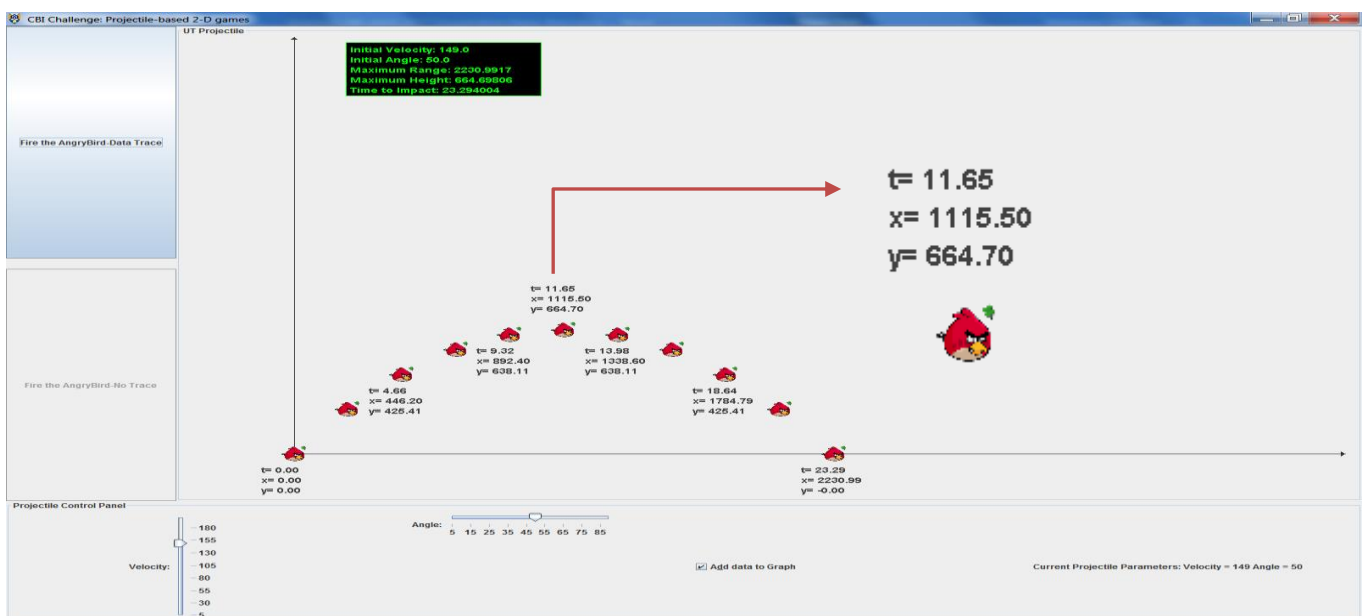 CBI Challenge: Projectile-based 2-D games
UT Projectile
Fire the AngryBird-Data Trace
Fire the AngryBird-No Trace
Initial Velocity: 149.0
Initial Angle: 50.0
Maximum Range: 2230.9917
Maximum Height: 664.69806
Time to Impact: 23.294004
t= 11.65
x= 1115.50
y= 664.70
t= 11.65
x= 1115.50
y= 664.70
t= 9.32
x= 892.40
y= 638.11
t= 13.98
x= 1338.60
y= 638.11
t= 4.66
x= 446.20
y= 425.41
t= 18.64
x= 1784.79
y= 425.41
t= 0.00
x= 0.00
y= 0.00
t= 23.29
x= 2230.99
y= -0.00
Projectile Control Panel
Velocity:
180
155
130
105
80
55
30
5
Angle:
5 15 25 35 45 55 65 75 85
Add data to Graph
Current Projectile Parameters: Velocity = 149 Angle = 50